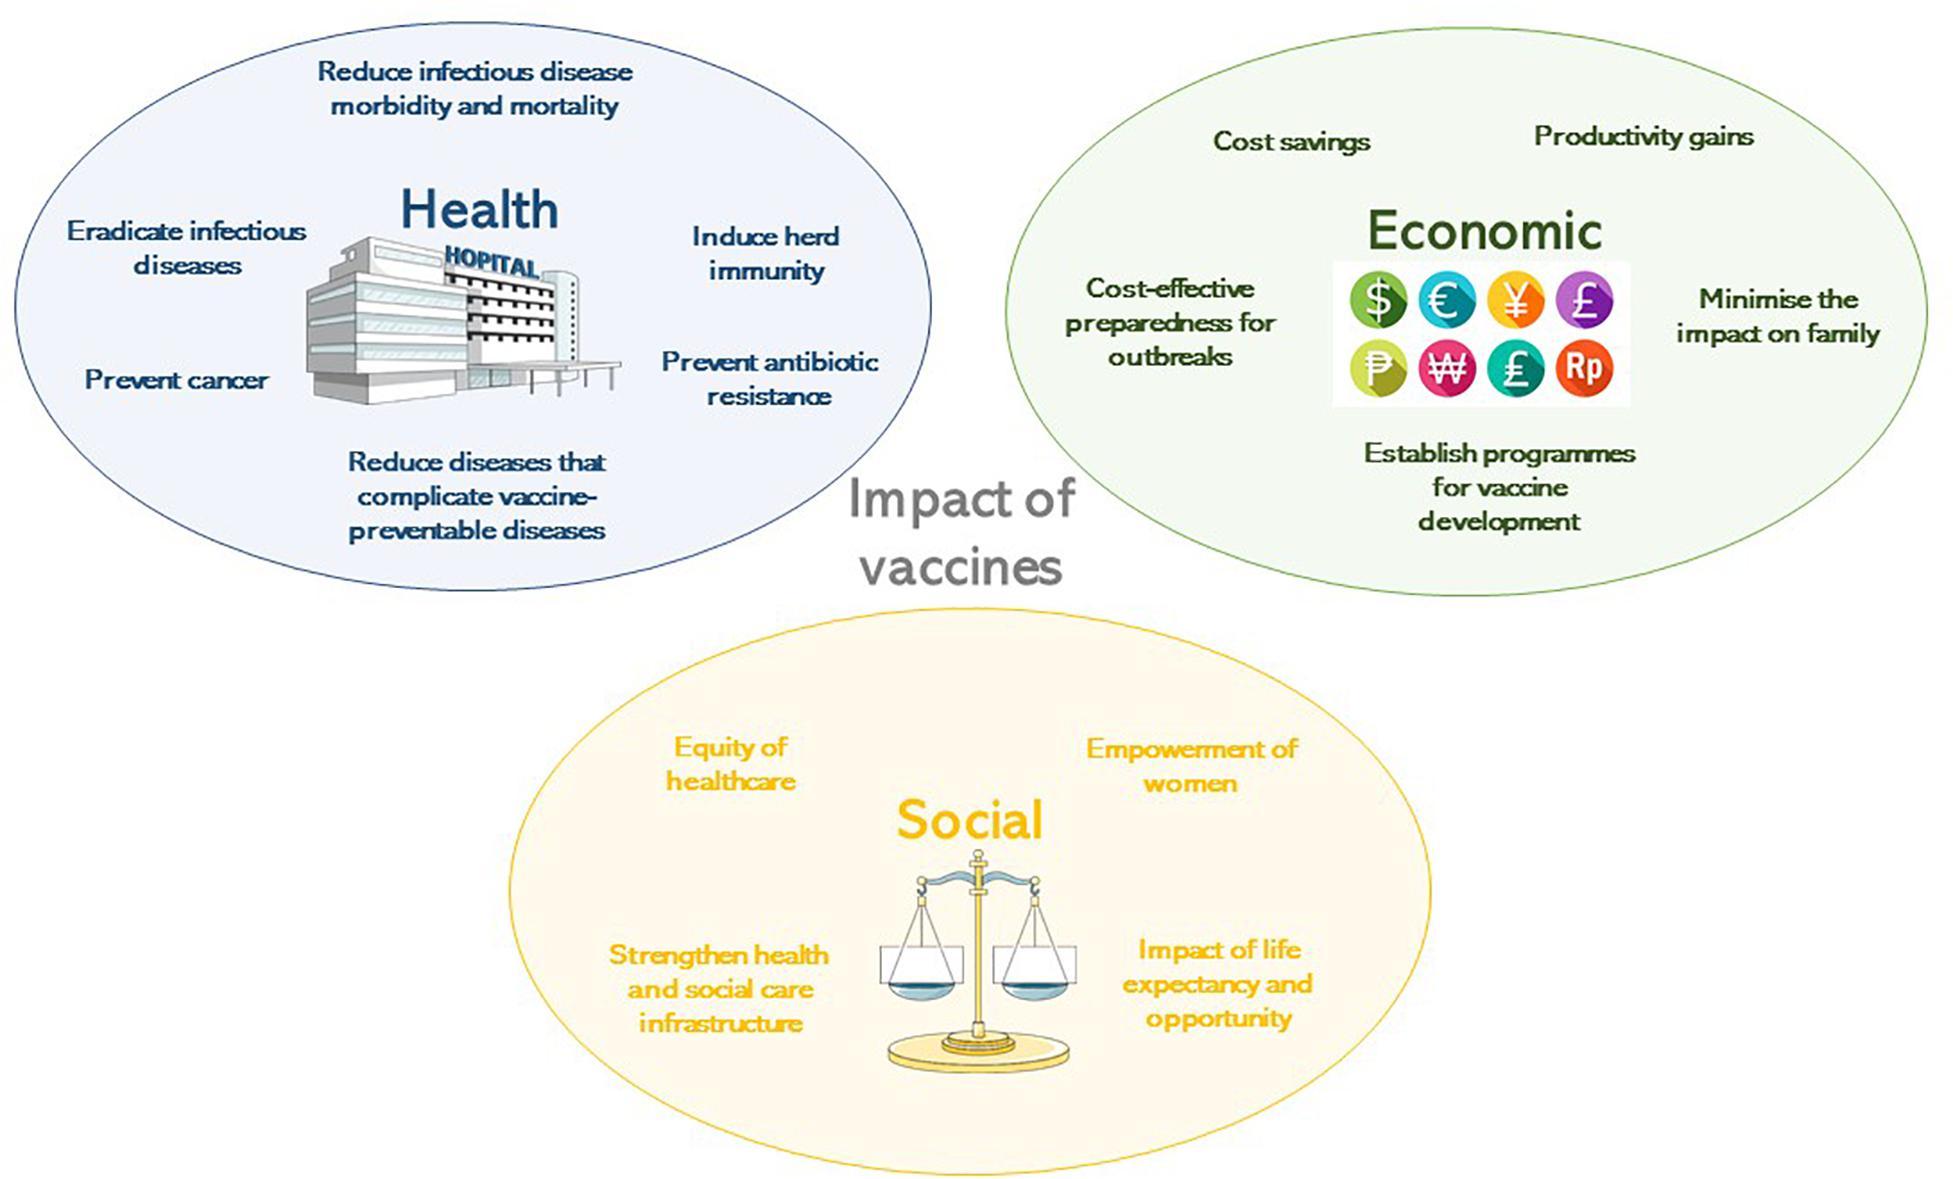 Reduce infectious disease
morbidity and mortality
Health
HOPITAL
Eradicate infectious
diseases
Induce herd
immunity
Prevent cancer
Prevent antibiotic
resistance
Reduce diseases that
complicate vaccine-
preventable diseases
Cost savings
Productivity gains
Economic
$ € ¥ £
₱ ₩ £ Rp
Cost-effective
preparedness for
outbreaks
Minimise the
impact on family
Establish programmes
for vaccine
development
Impact of
vaccines
Equity of
healthcare
Empowerment of
women
Social
Strengthen health
and social care
infrastructure
Impact of life
expectancy and
opportunity